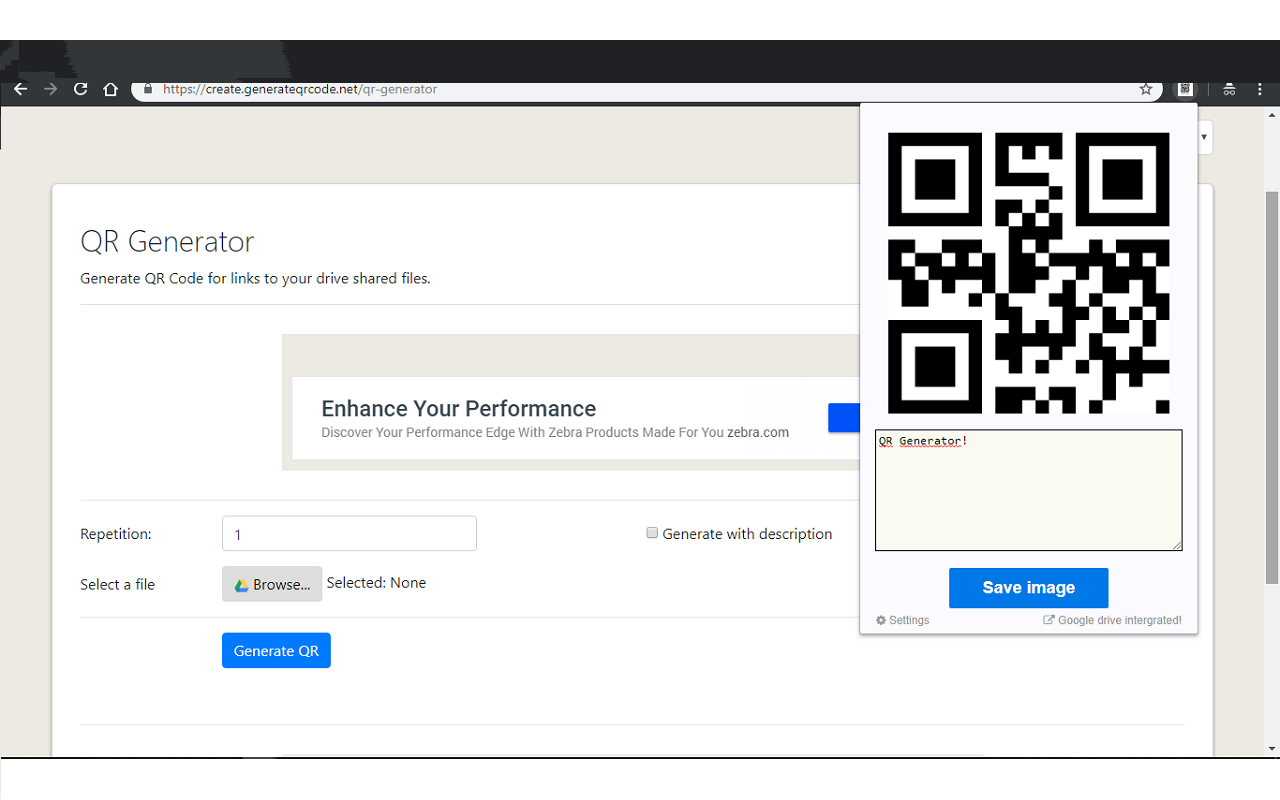 https://create.generateqrcode.net/qr-generator
QR Generator
Generate QR Code for links to your drive shared files.
Enhance Your Performance
Discover Your Performance Edge With Zebra Products Made For You zebra.com
Repetition:
1
Generate with description
Select a file
Browse...
Selected: None
Generate QR
QR Generator!
Save image
Settings
Google drive intergrated!